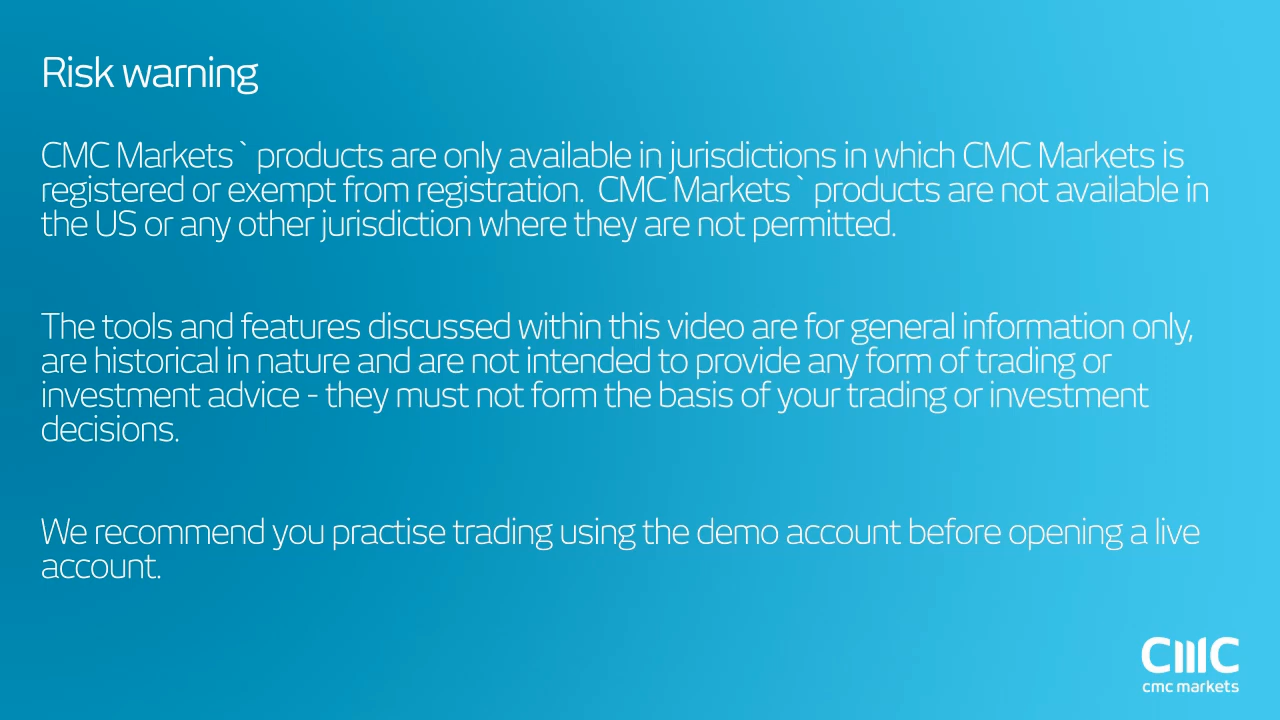 Risk warning
CMC Markets` products are only available in jurisdictions in which CMC Markets is
registered or exempt from registration.  CMC Markets` products are not available in
the US or any other jurisdiction where they are not permitted.
The tools and features discussed within this video are for general information only,
are historical in nature and are not intended to provide any form of trading or
investment advice - they must not form the basis of your trading or investment
decisions.
We recommend you practise trading using the demo account before opening a live
account.
CMC
cmc markets